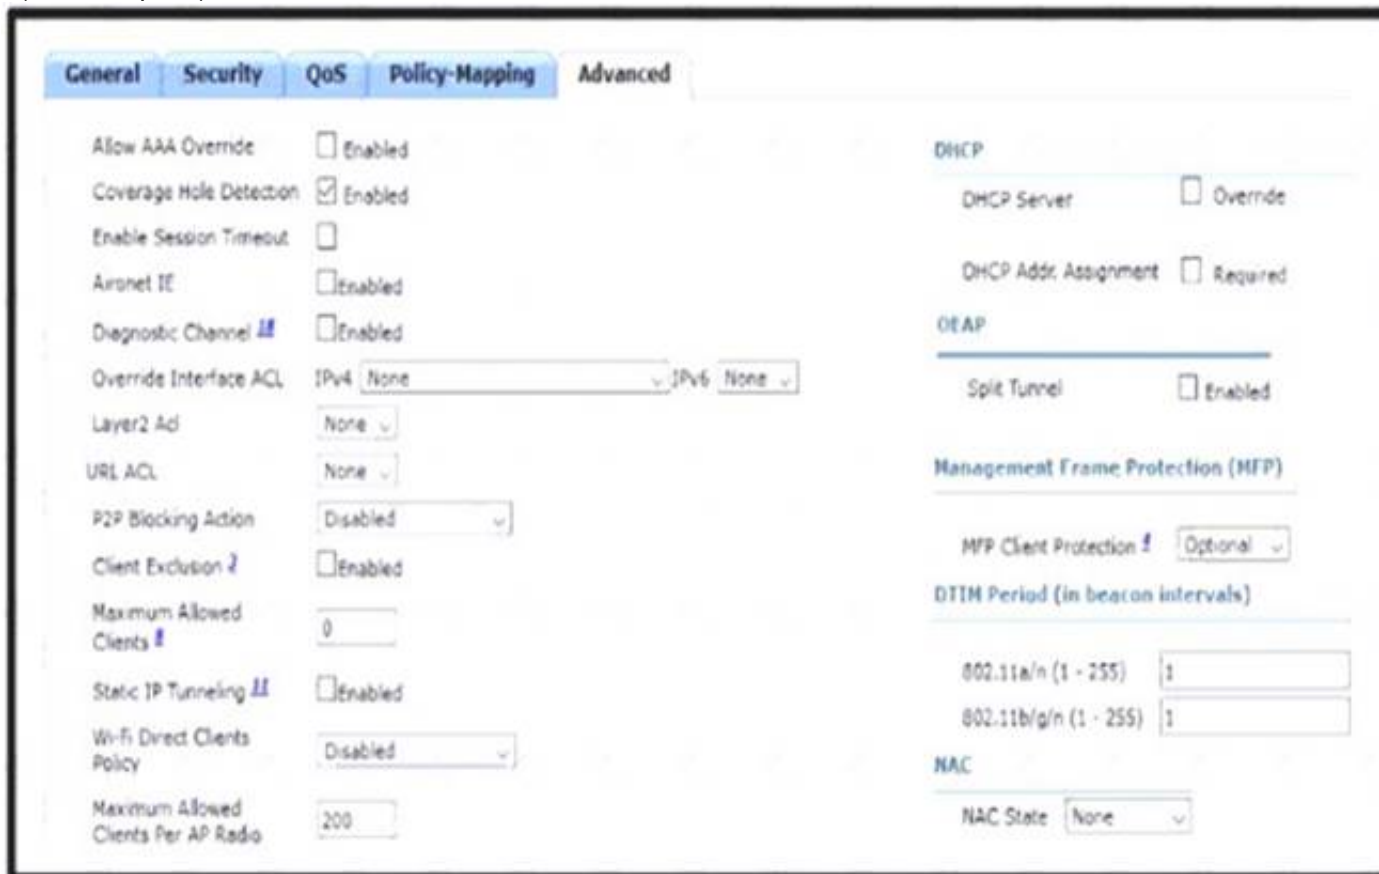 General Security QoS Policy-Mapping Advanced
Allow AAA Override Enabled
Coverage Hole Detection Enabled
Enable Session Timeout
Aironet IE Enabled
Diagnostic Channel 18 Enabled
Override Interface ACL IPv4 None IPv6 None
Layer2 Acl None
URL ACL None
P2P Blocking Action Disabled
Client Exclusion 3 Enabled
Maximum Allowed
Clients 8
0
Static IP Tunneling 11 Enabled
Wi-Fi Direct Clients
Policy
Disabled
Maximum Allowed
Clients Per AP Radio
200
DHCP
DHCP Server Override
DHCP Addr. Assignment Required
OEAP
Split Tunnel Enabled
Management Frame Protection (MFP)
MFP Client Protection 4 Optional
DTIM Period (in beacon intervals)
802.11a/n (1 - 255) 1
802.11b/g/n (1 - 255) 1
NAC
NAC State None